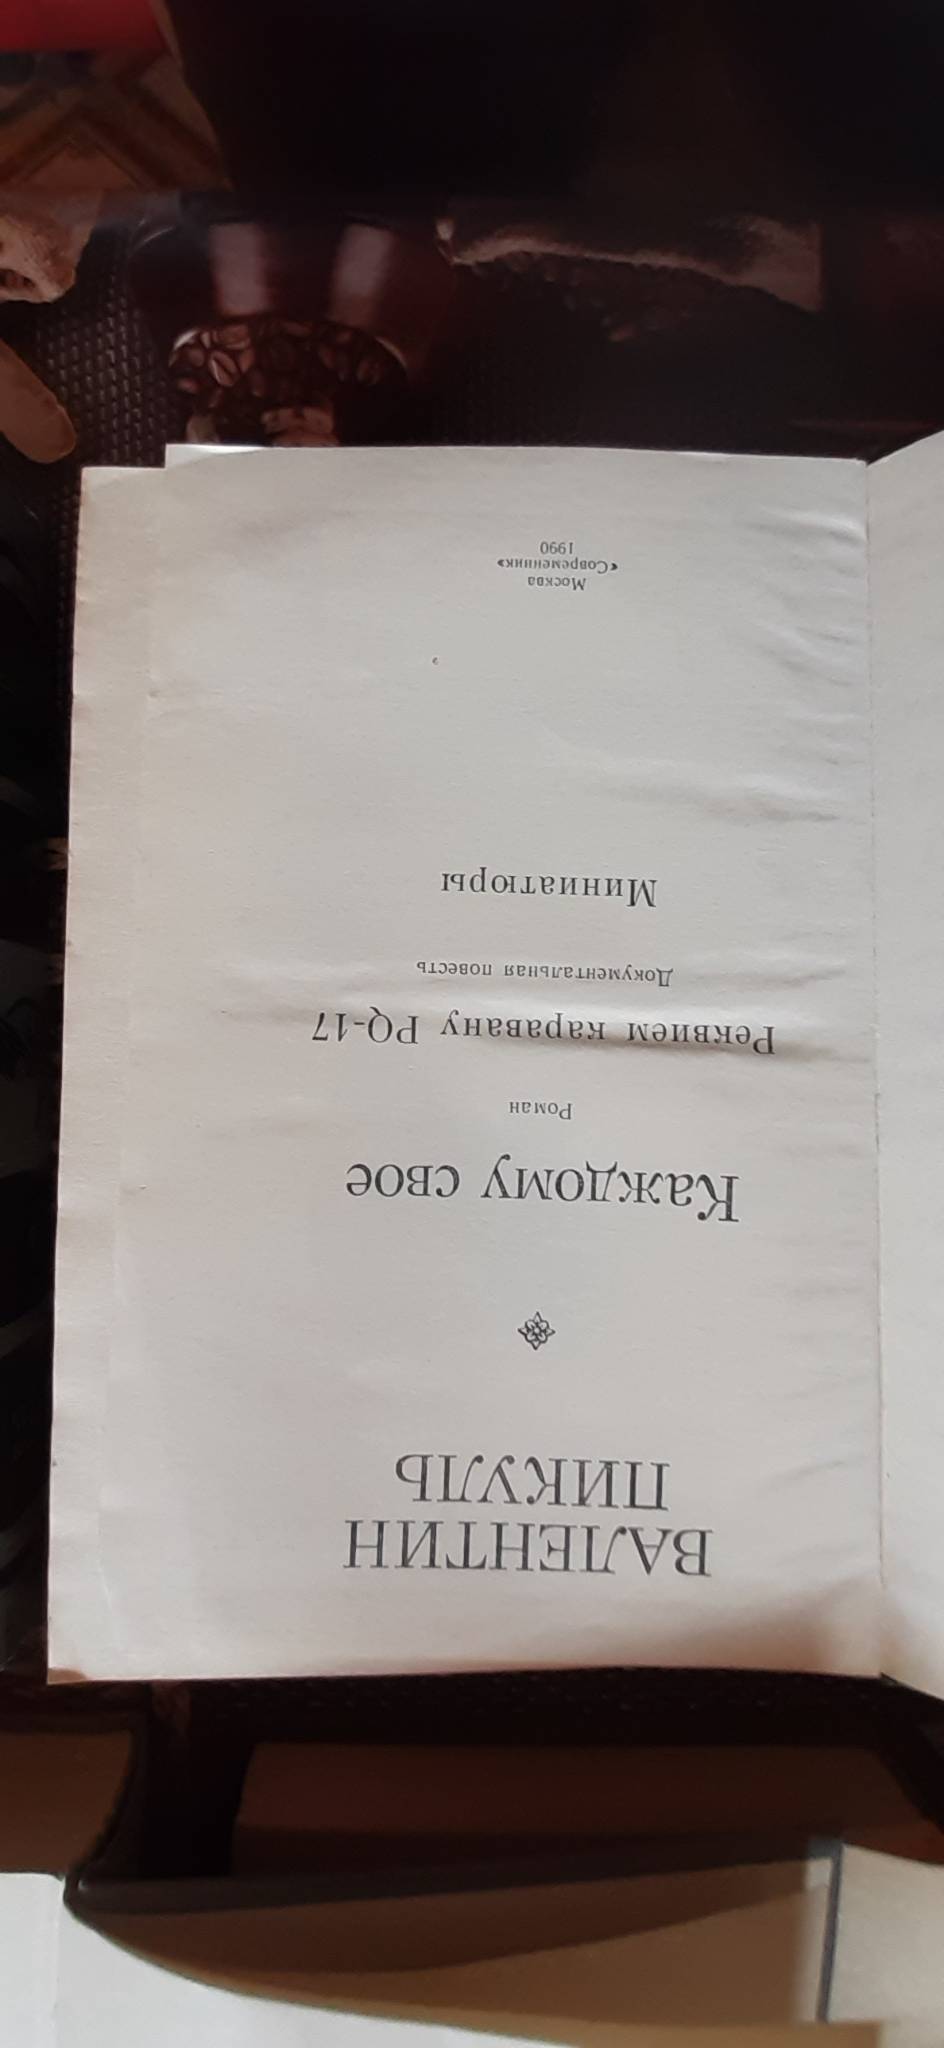 ВАЛЕНТИН
ПИКУЛЬ
Каждому свое
Роман
Реквием каравану PQ-17
Документальная повесть
Миниатюры
Москва
«Современник»
1990